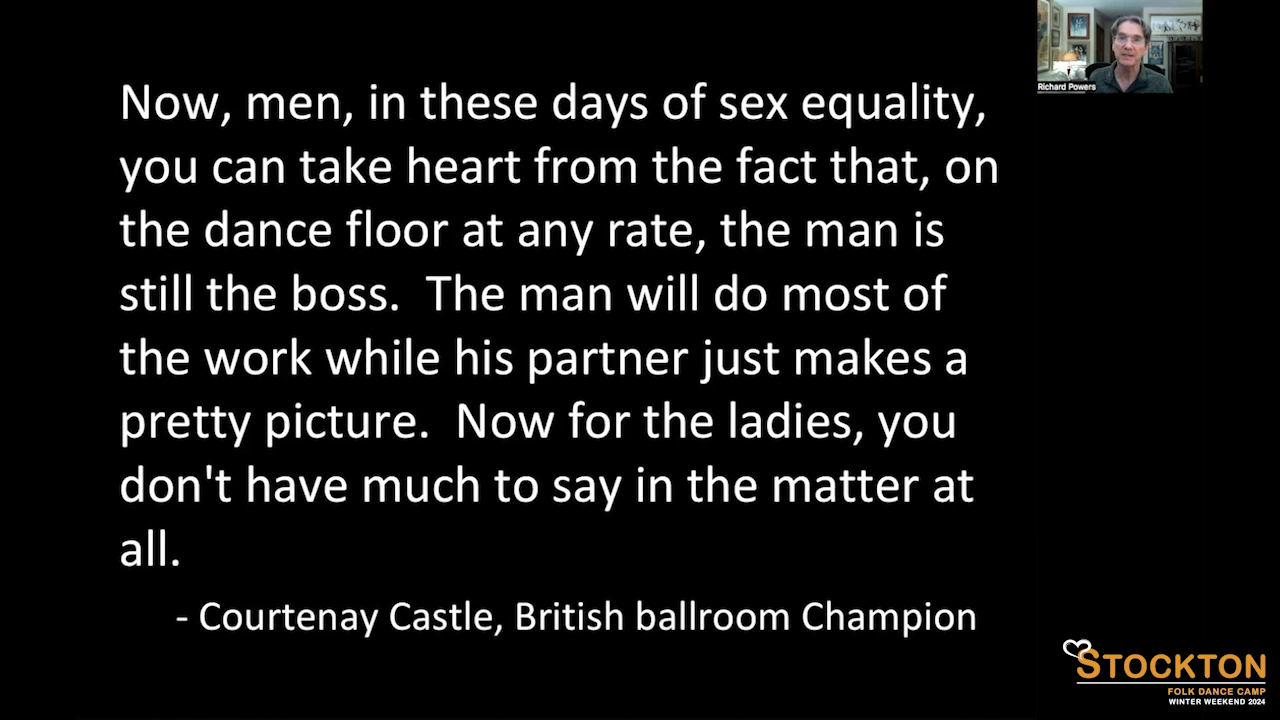 Now, men, in these days of sex equality,
you can take heart from the fact that, on
the dance floor at any rate, the man is
still the boss.  The man will do most of
the work while his partner just makes a
pretty picture.  Now for the ladies, you
don't have much to say in the matter at
all.
- Courtenay Castle, British ballroom Champion
Richard Powers
STOCKTON
FOLK DANCE CAMP
WINTER WEEKEND 2024